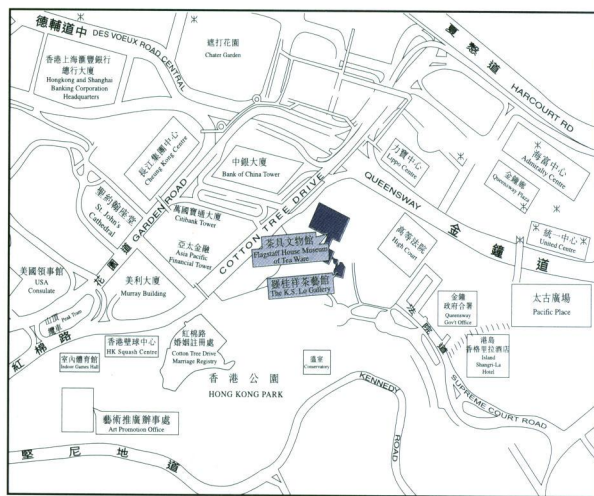 德輔道中 DES VOEUX ROAD CENTRAL
遮打花園
Chater Garden
夏慤道
HARCOURT RD
香港上海滙豐銀行
總行大廈
Hongkong and Shanghai
Banking Corporation
Headquarters
長江集團中心
Cheung Kong Centre
中銀大廈
Bank of China Tower
力寶中心
Lippo Centre
海富中心
Admiralty Centre
金鐘廊
Queensway Plaza
統一中心
United Centre
QUEENSWAY 金鐘道
聖約翰座堂
St. John's
Cathedral
花園道 GARDEN ROAD
萬國寶通大廈
Citibank Tower
COTTON TREE DRIVE
亞太金融
Asia Pacific
Financial Tower
茶具文物館
Flagstaff House Museum
of Tea Ware
羅桂祥茶藝館
The K.S. Lo Gallery
高等法院
High Court
美國領事館
USA
Consulate
美利大廈
Murray Building
金鐘
政府合署
Queensway
Gov't Office
太古廣場
Pacific Place
山頂
纜車 Peak Tram
紅棉路
香港壁球中心
HK Squash Centre
紅棉路
婚姻註冊處
Cotton Tree Drive
Marriage Registry
室內體育館
Indoor Games Hall
溫室
Conservatory
法院道
港島
香格里拉酒店
Island
Shangri-La
Hotel
香港公園
HONG KONG PARK
KENNEDY
ROAD
SUPREME COURT ROAD
藝術推廣辦事處
Art Promotion Office
堅尼地道